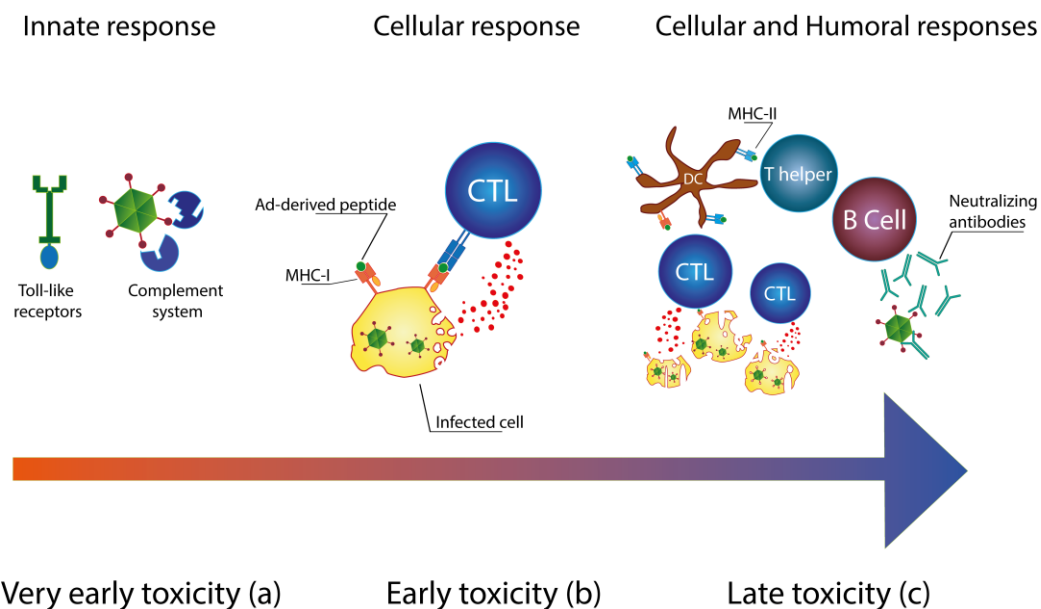 Innate response
Cellular response
Cellular and Humoral responses
MHC-II
DC
T helper
CTL
Ad-derived peptide
B Cell
Neutralizing
antibodies
MHC-I
CTL
CTL
Toll-like
receptors
Complement
system
Infected cell
Very early toxicity (a)
Early toxicity (b)
Late toxicity (c)